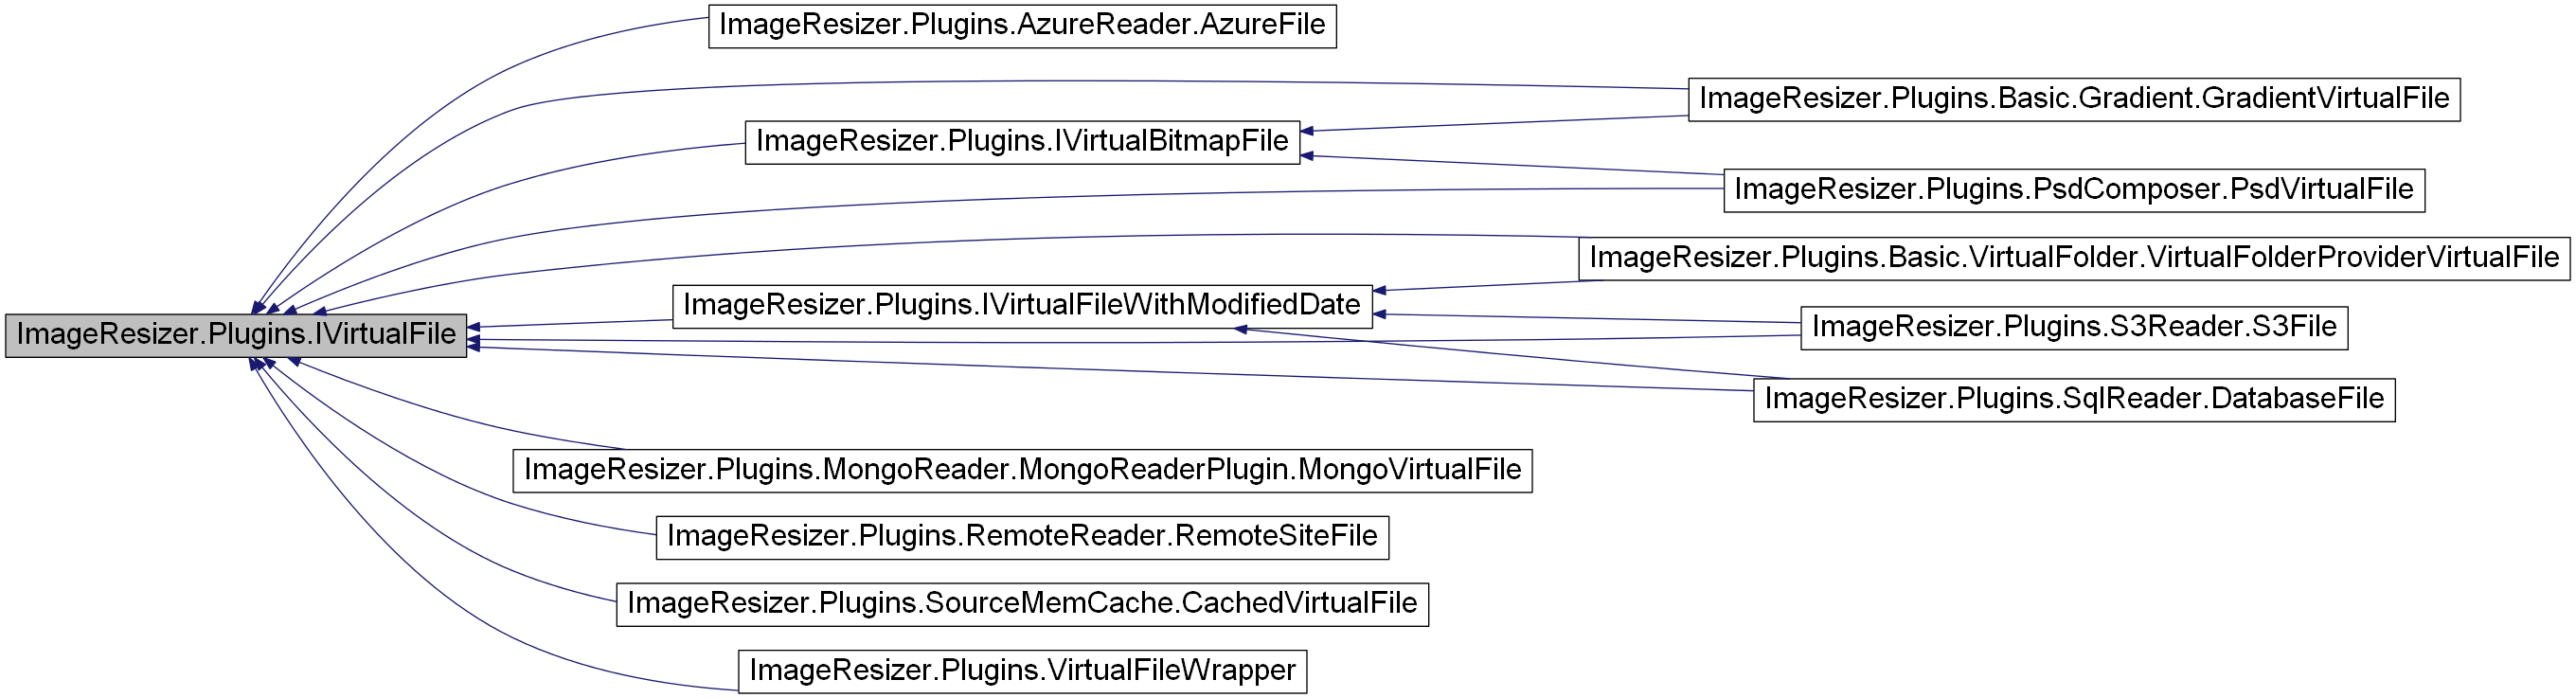 ImageResizer.Plugins.AzureReader.AzureFile
ImageResizer.Plugins.Basic.Gradient.GradientVirtualFile
ImageResizer.Plugins.IVirtualBitmapFile
ImageResizer.Plugins.PsdComposer.PsdVirtualFile
ImageResizer.Plugins.Basic.VirtualFolder.VirtualFolderProviderVirtualFile
ImageResizer.Plugins.IVirtualFileWithModifiedDate
ImageResizer.Plugins.S3Reader.S3File
ImageResizer.Plugins.IVirtualFile
ImageResizer.Plugins.SqlReader.DatabaseFile
ImageResizer.Plugins.MongoReader.MongoReaderPlugin.MongoVirtualFile
ImageResizer.Plugins.RemoteReader.RemoteSiteFile
ImageResizer.Plugins.SourceMemCache.CachedVirtualFile
ImageResizer.Plugins.VirtualFileWrapper